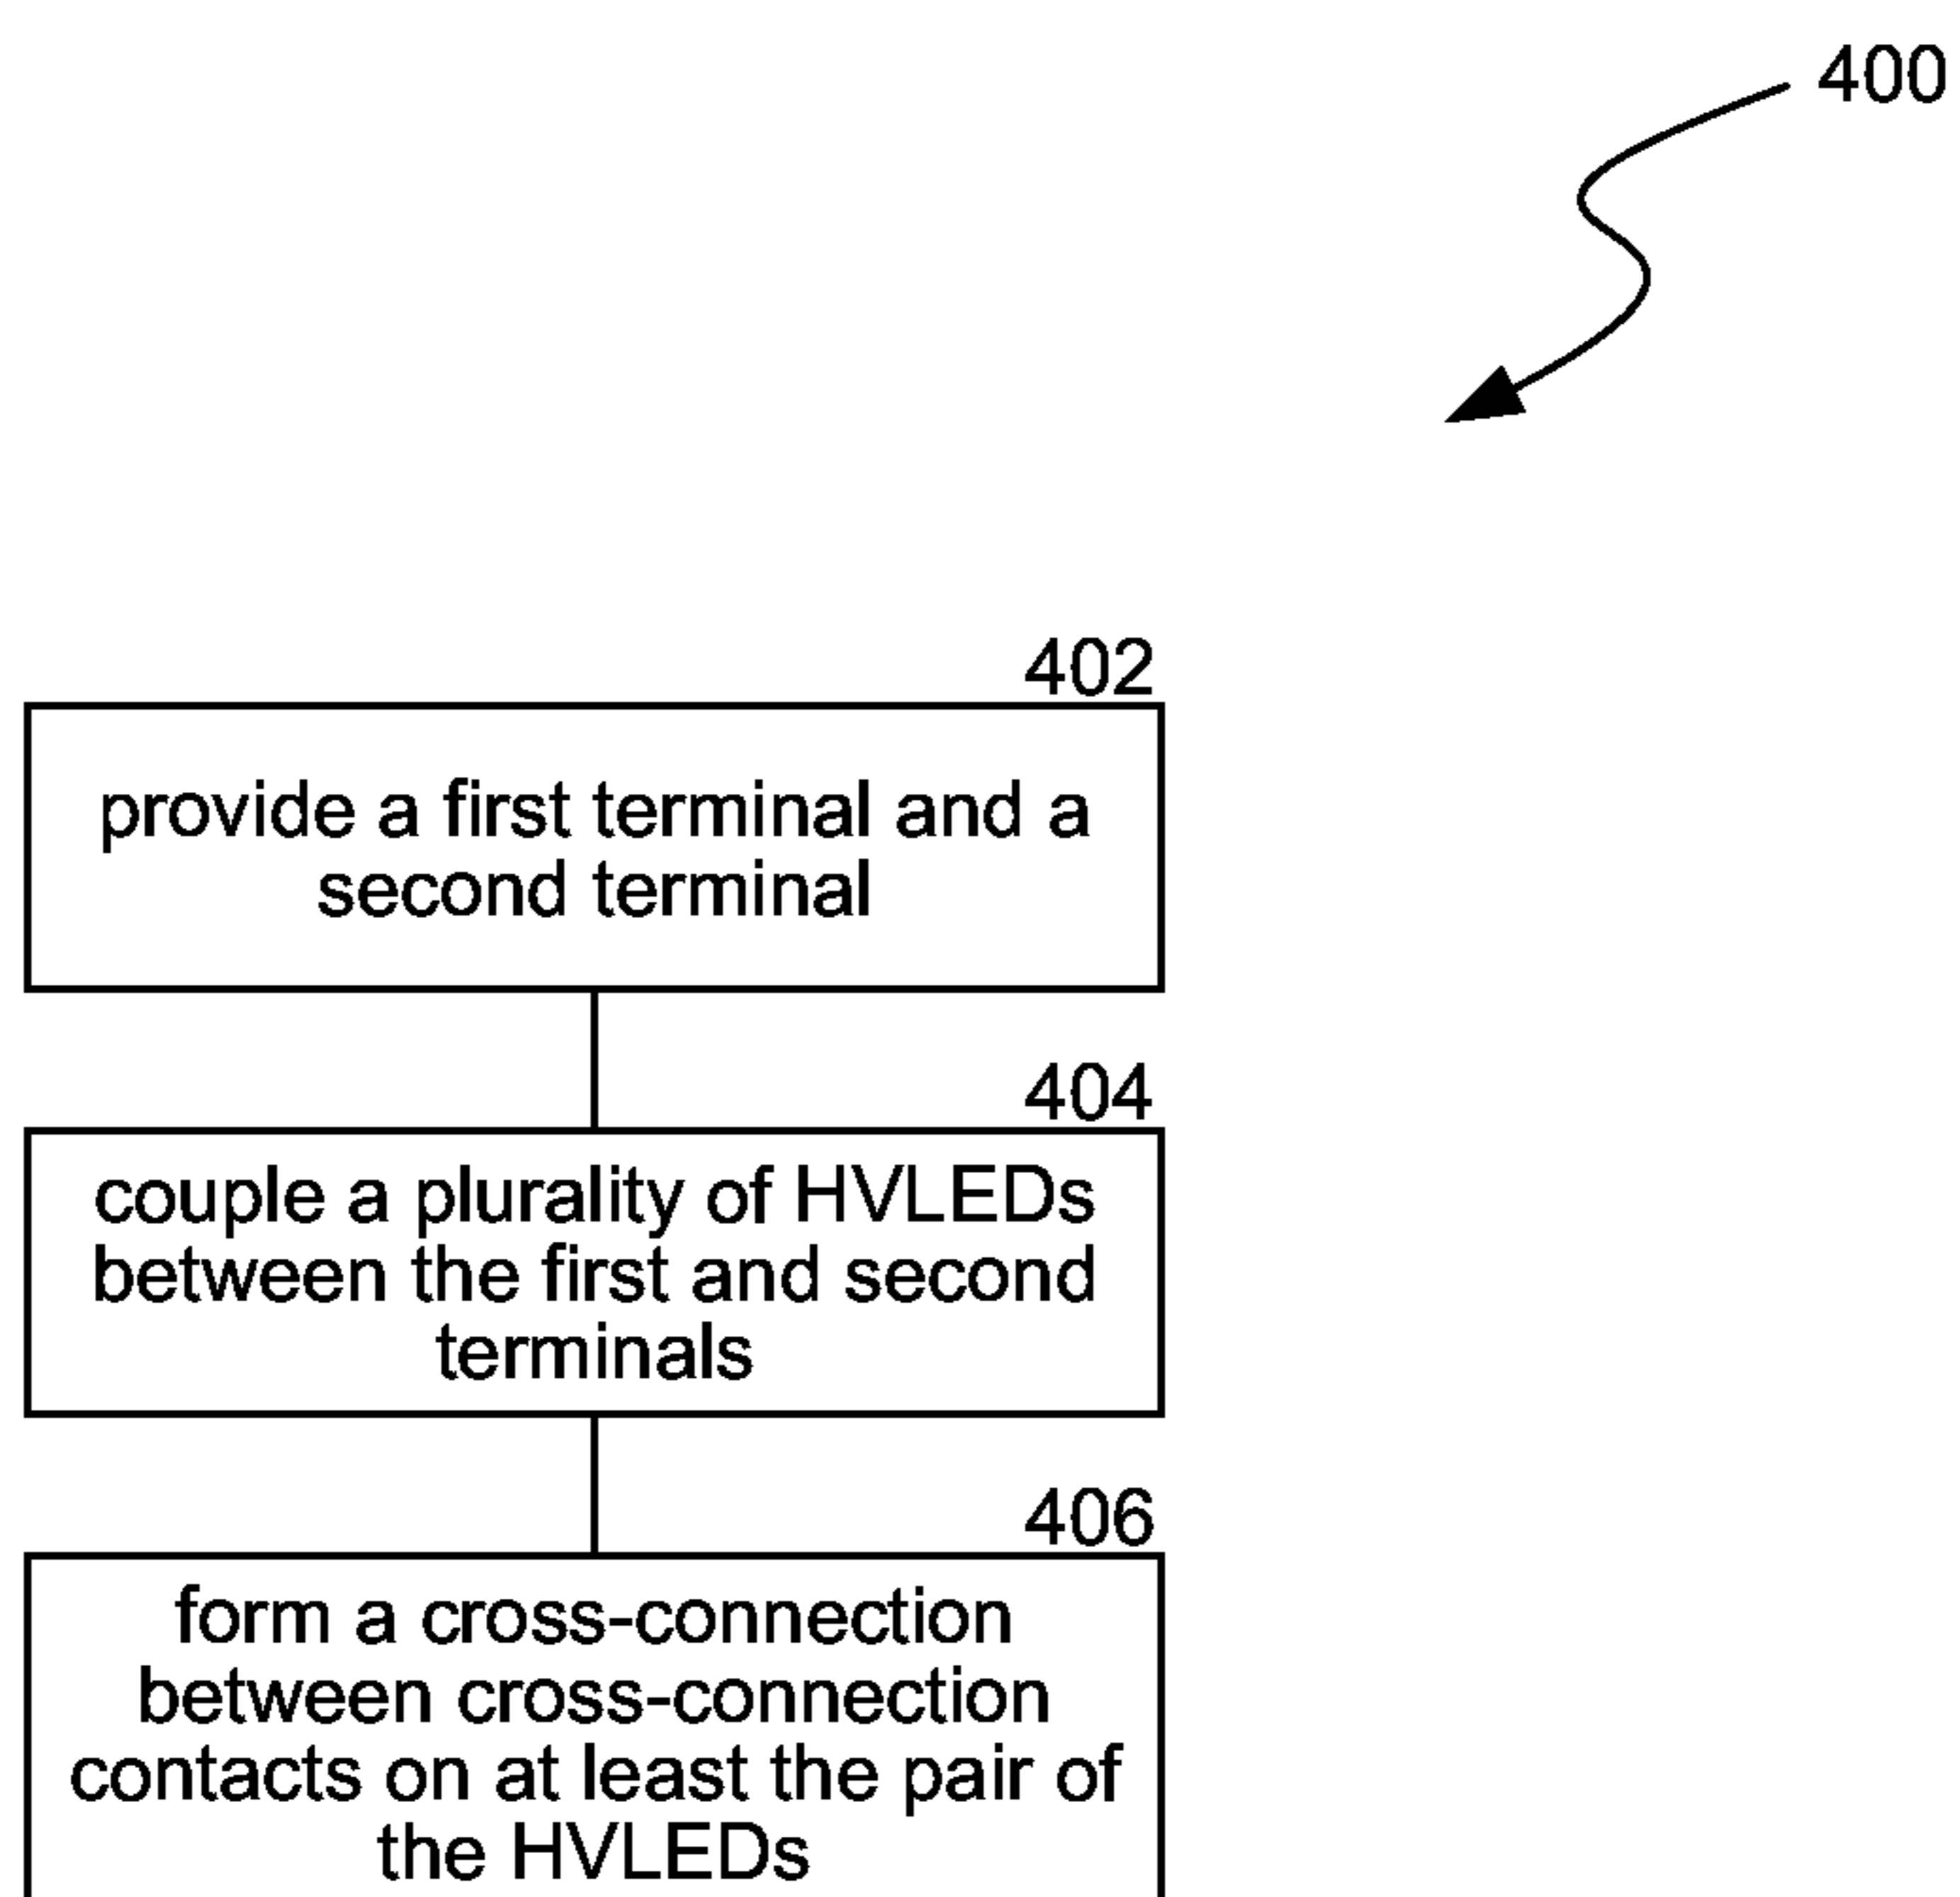 400
402
provide a first terminal and a
second terminal
404
couple a plurality of HVLEDs
between the first and second
terminals
406
form a cross-connection
between cross-connection
contacts on at least the pair of
the HVLEDs